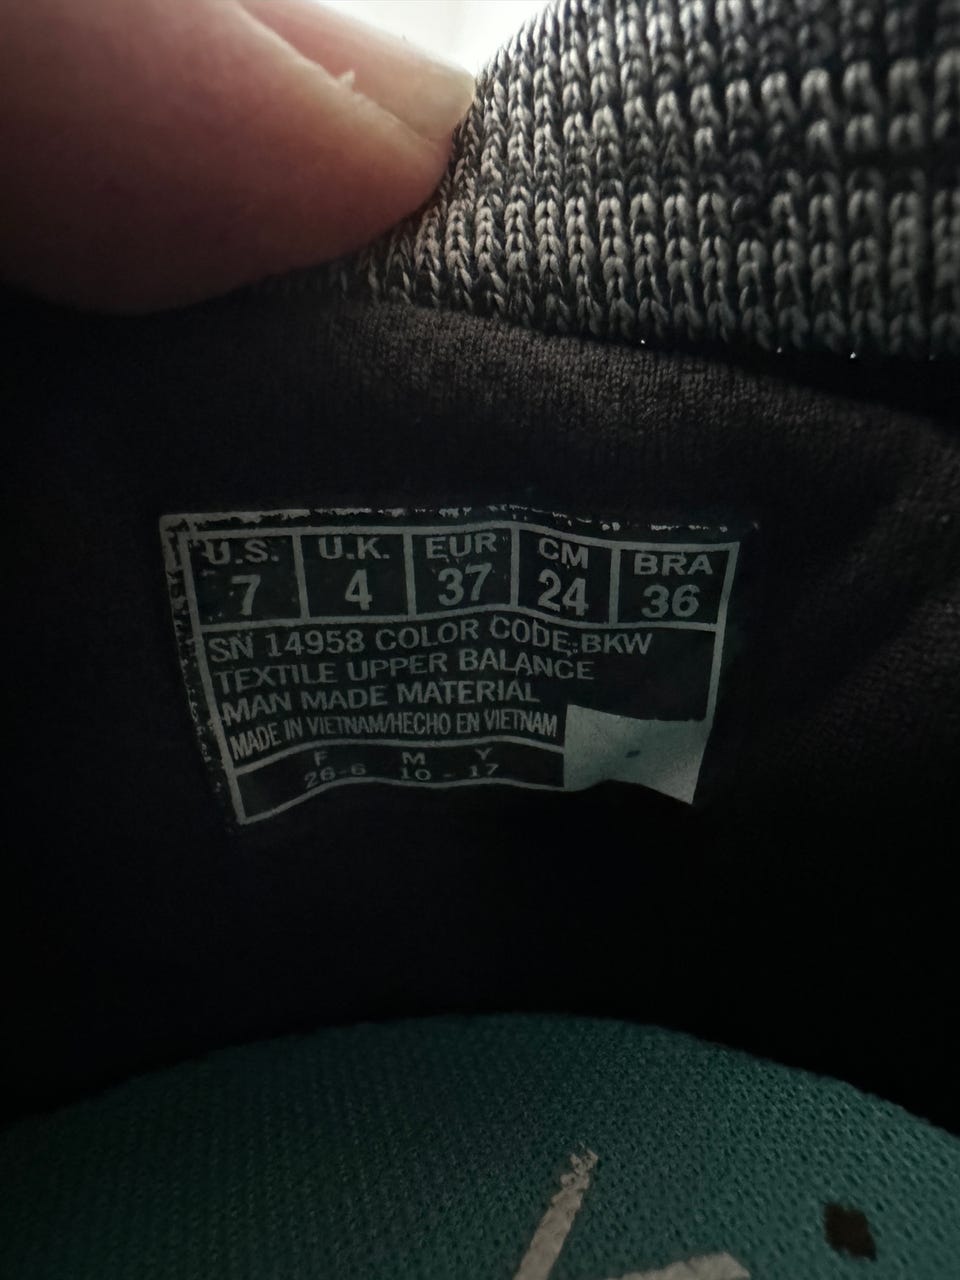 U.S. U.K. EUR CM BRA
7 4 37 24 36
SN 14958 COLOR CODE:BKW
TEXTILE UPPER BALANCE
MAN MADE MATERIAL
MADE IN VIETNAM/HECHO EN VIETNAM
F M Y
26-6 10 - 17